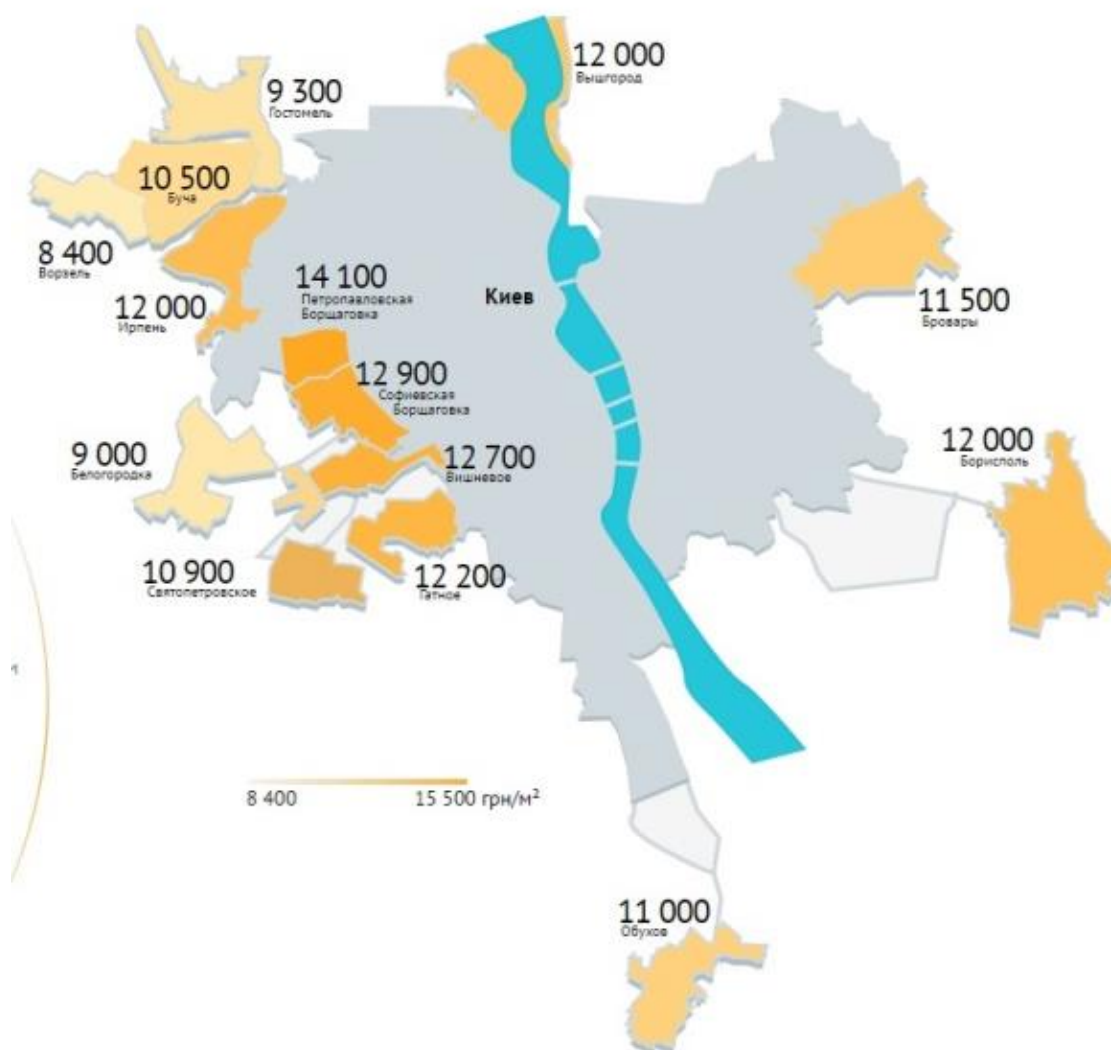 12 000
Вышгород
9 300
Гостомель
10 500
Буча
8 400
Ворзель
12 000
Ирпень
14 100
Петропавловская
Борщаговка
Киев
11 500
Бровары
12 900
Софиевская
Борщаговка
9 000
Белогородка
12 700
Вишневое
12 000
Борисполь
10 900
Святопетровское
12 200
Гатное
8 400
15 500 грн/м²
11 000
Обухов